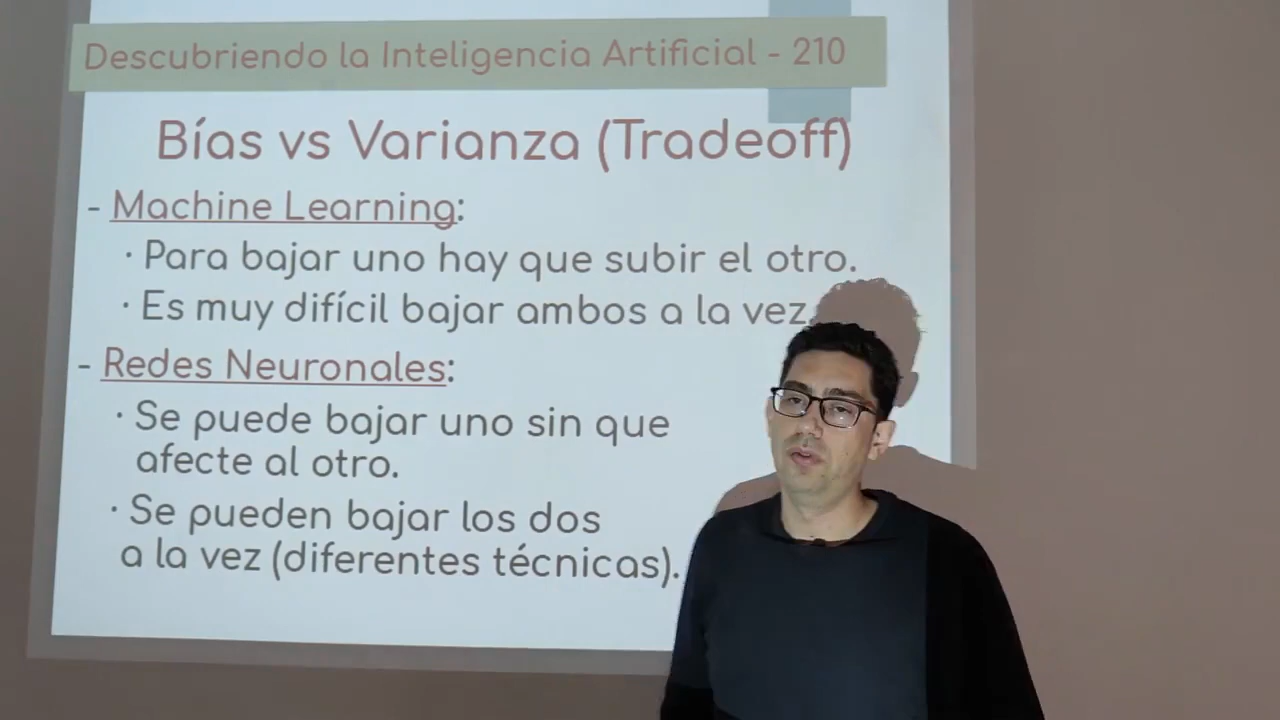 Descubriendo la Inteligencia Artificial - 210
Bías vs Varianza (Tradeoff)
- Machine Learning:
· Para bajar uno hay que subir el otro.
· Es muy difícil bajar ambos a la vez.
- Redes Neuronales:
· Se puede bajar uno sin que
afecte al otro.
· Se pueden bajar los dos
a la vez (diferentes técnicas).